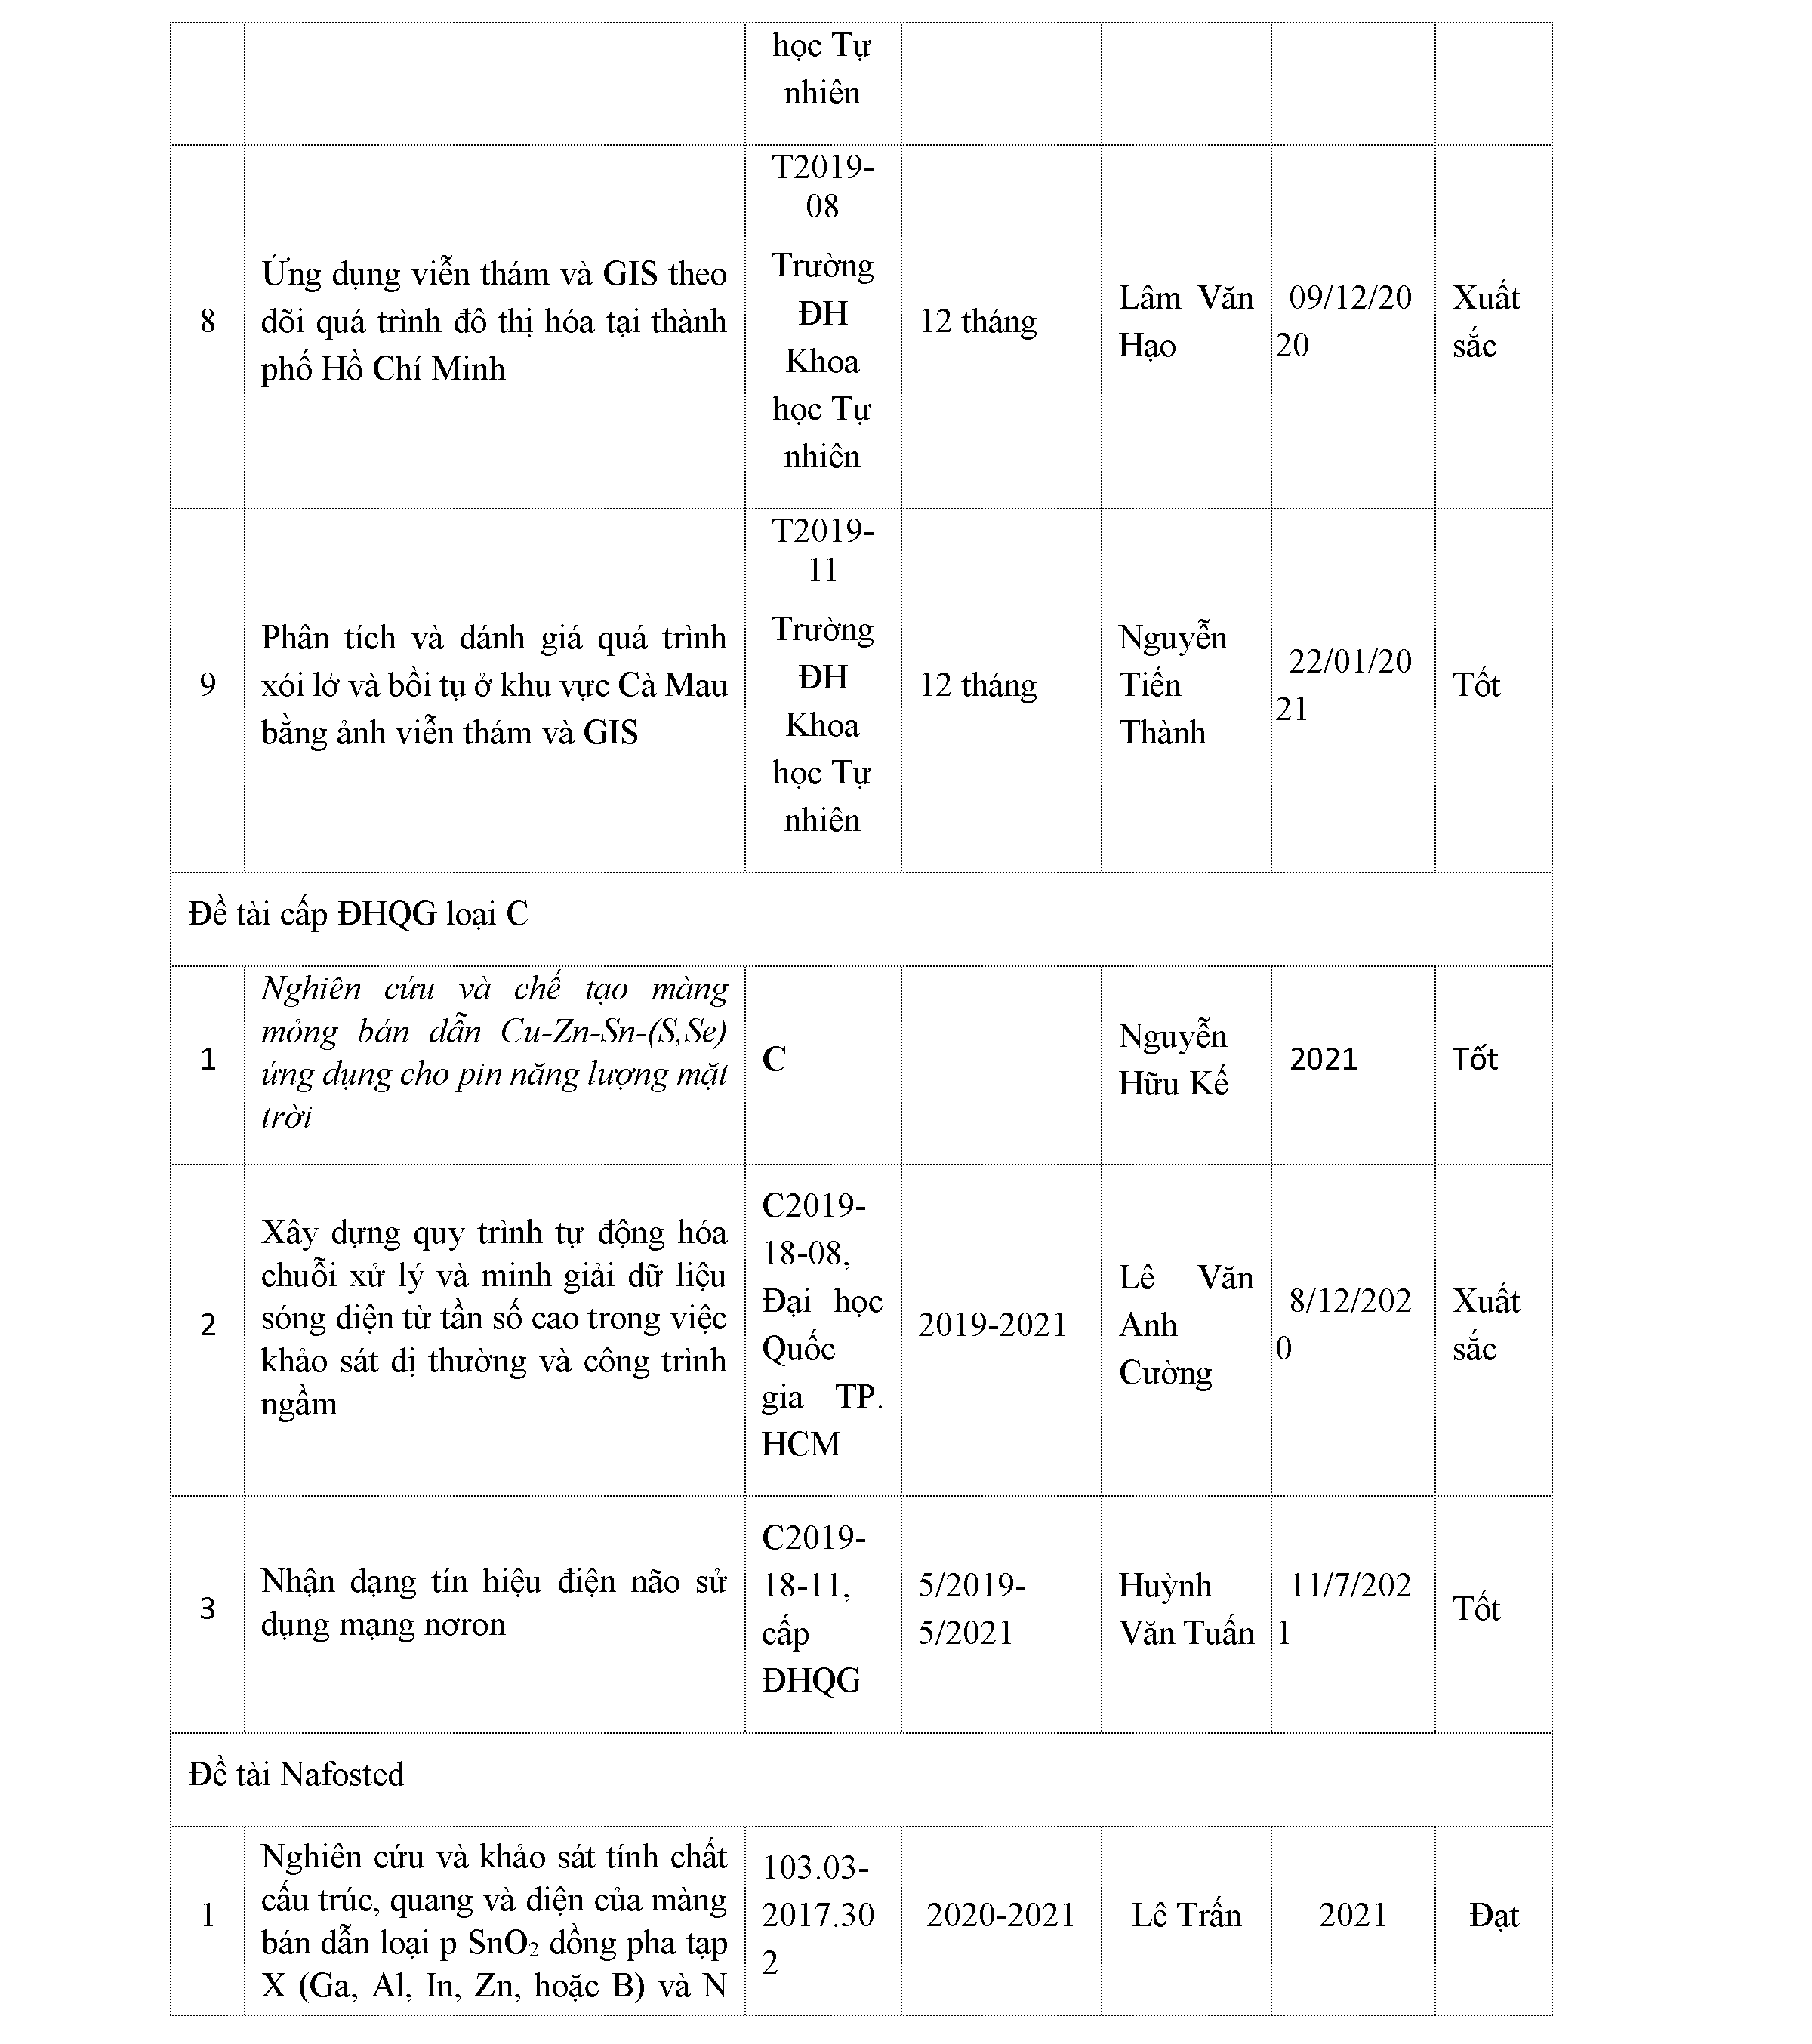 học Tự
nhiên
8
Ứng dụng viễn thám và GIS theo
dõi quá trình đô thị hóa tại thành
phố Hồ Chí Minh
T2019-
08
Trường
ĐH
Khoa
học Tự
nhiên
12 tháng
Lâm Văn
Hạo
09/12/20
20
Xuất
sắc
9
Phân tích và đánh giá quá trình
xói lở và bồi tụ ở khu vực Cà Mau
bằng ảnh viễn thám và GIS
T2019-
11
Trường
ĐH
Khoa
học Tự
nhiên
12 tháng
Nguyễn
Tiến
Thành
22/01/20
21
Tốt
Đề tài cấp ĐHQG loại C
1
Nghiên cứu và chế tạo màng
mỏng bán dẫn Cu-Zn-Sn-(S,Se)
ứng dụng cho pin năng lượng mặt
trời
C
Nguyễn
Hữu Kế
2021
Tốt
2
Xây dựng quy trình tự động hóa
chuỗi xử lý và minh giải dữ liệu
sóng điện từ tần số cao trong việc
khảo sát dị thường và công trình
ngầm
C2019-
18-08,
Đại học
Quốc
gia TP.
HCM
2019-2021
Lê Văn
Anh
Cường
8/12/202
0
Xuất
sắc
3
Nhận dạng tín hiệu điện não sử
dụng mạng nơron
C2019-
18-11,
cấp
ĐHQG
5/2019-
5/2021
Huỳnh
Văn Tuấn
11/7/202
1
Tốt
Đề tài Nafosted
1
Nghiên cứu và khảo sát tính chất
cấu trúc, quang và điện của màng
bán dẫn loại p SnO₂ đồng pha tạp
X (Ga, Al, In, Zn, hoặc B) và N
103.03-
2017.30
2
2020-2021
Lê Trấn
2021
Đạt